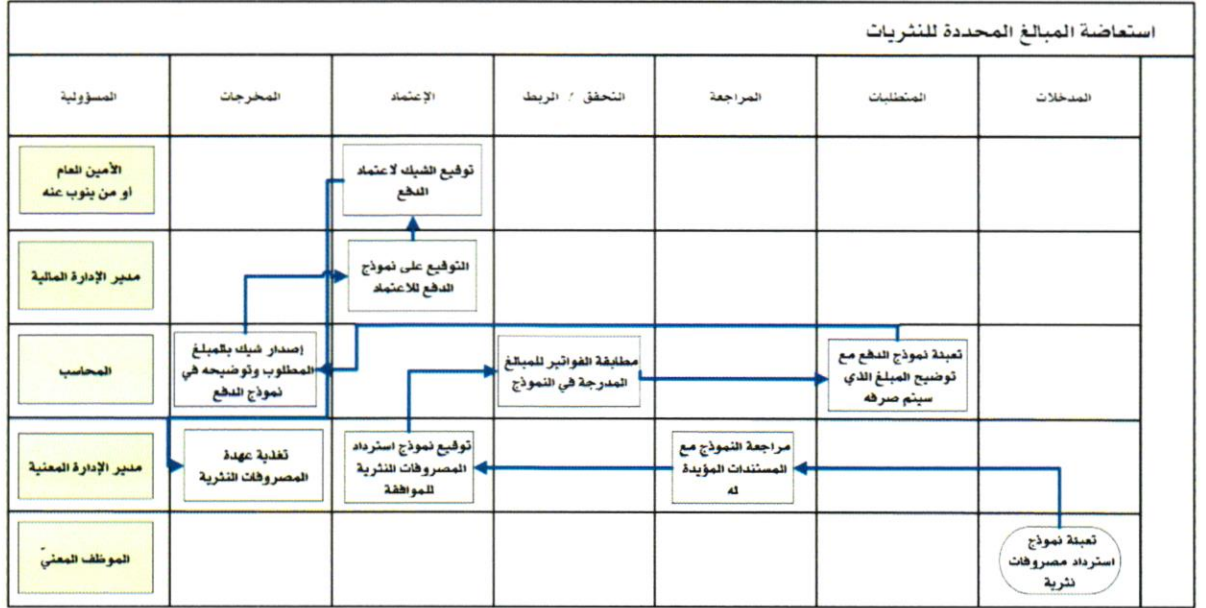 استعاضة المبالغ المحددة للنثريات
المدخلات
المتطلبات
المراجعة
التحقق / الربط
الإعتماد
المخرجات
المسؤولية
توقيع الشيك لاعتماد
الدفع
الأمين العام
او من ينوب عنه
التوقيع على نموذج
الدفع للاعتماد
مدير الإدارة المالية
تعبئة نموذج الدفع مع
توضيح المبلغ الذي
سيتم صرفه
مطابقة الفواتير للمبالغ
المدرجة في النموذج
إصدار شيك بالمبلغ
المطلوب وتوضيحه في
نموذج الدفع
المحاسب
مراجعة النموذج مع
المستندات المؤيدة
له
توقيع نموذج استرداد
المصروفات النثرية
للموافقة
تغذية عهدة
المصروفات النثرية
مدير الإدارة المعنية
تعبئة نموذج
استرداد مصروفات
نثرية
الموظف المعنيّ